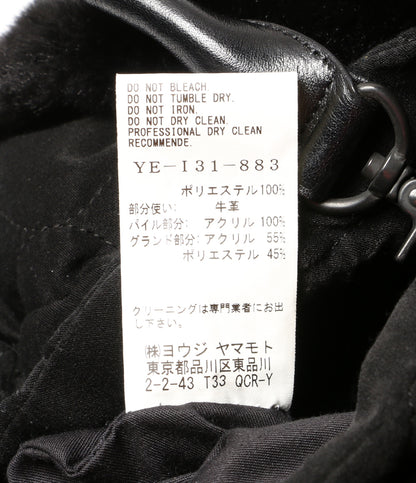 DO NOT BLEACH.
DO NOT TUMBLE DRY.
DO NOT IRON.
DO NOT DRY CLEAN.
PROFESSIONAL DRY CLEAN
RECOMMENDE.
YE-I31-883
ポリエステル100%
部分使い: 牛革
パイル部分: アクリル 100%
グランド部分: アクリル 55%
ポリエステル 45%
クリーニングは専門業者にお出
し下さい。
㈱ヨウジ ヤマモト
東京都品川区東品川
2-2-43 T33 QCR-Y